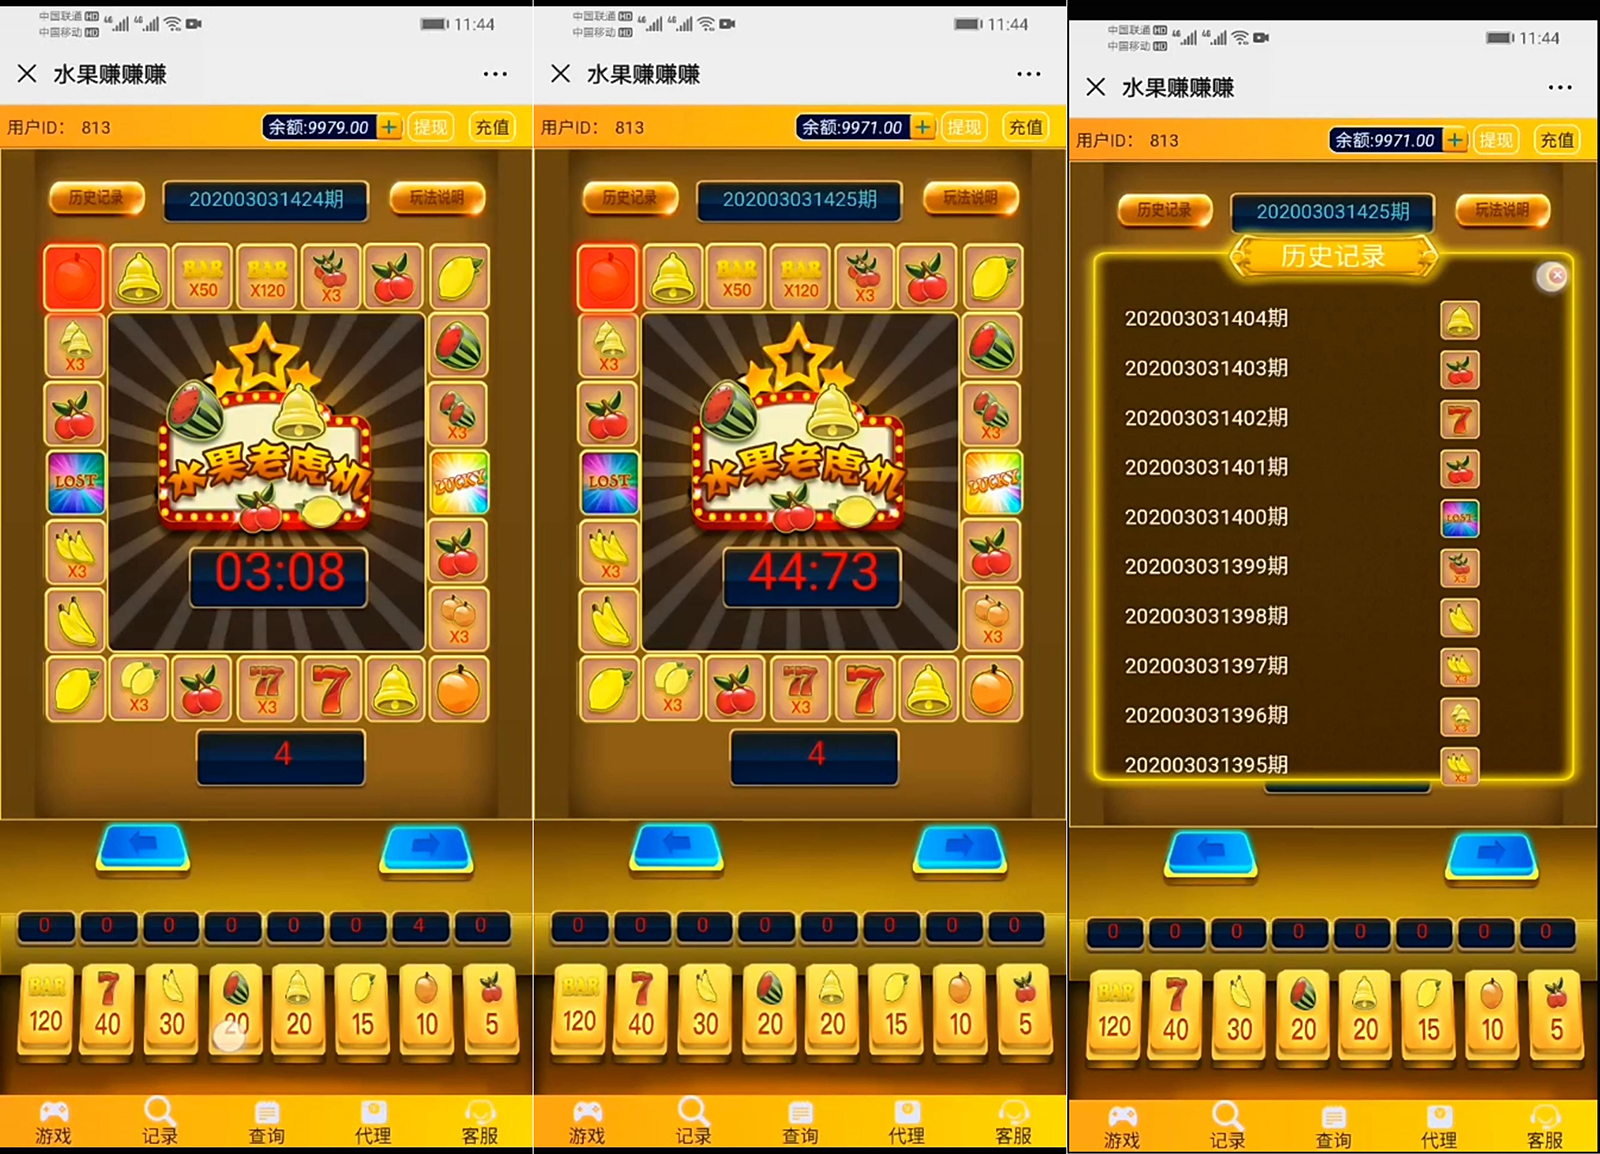 中国联通 HD 4G 4G 11:44
中国移动 HD
水果赚赚赚
用户ID： 813 余额:9979.00 + 提现 充值
历史记录 202003031424期 玩法说明
BAR BAR
X50 X120 X3
X3
X3
LOST LUCKY
水果老虎机
X3
03:08
X3
X3 77 7
X3
4
0 0 0 0 0 0 4 0
BAR 7
120 40 30 20 20 15 10 5
游戏 记录 查询 代理 客服
中国联通 HD 4G 4G 11:44
中国移动 HD
水果赚赚赚
用户ID： 813 余额:9971.00 + 提现 充值
历史记录 202003031425期 玩法说明
BAR BAR
X50 X120 X3
X3
X3
LOST LUCKY
水果老虎机
X3
44:73
X3
X3 77 7
X3
4
0 0 0 0 0 0 0 0
BAR 7
120 40 30 20 20 15 10 5
游戏 记录 查询 代理 客服
中国联通 HD 4G 4G 11:44
中国移动 HD
水果赚赚赚
用户ID： 813 余额:9971.00 + 提现 充值
历史记录 202003031425期 玩法说明
历史记录
202003031404期
202003031403期
202003031402期 7
202003031401期
202003031400期 LOST
202003031399期 X3
202003031398期
202003031397期 X3
202003031396期 X3
202003031395期 X3
0 0 0 0 0 0 0 0
BAR 7
120 40 30 20 20 15 10 5
游戏 记录 查询 代理 客服